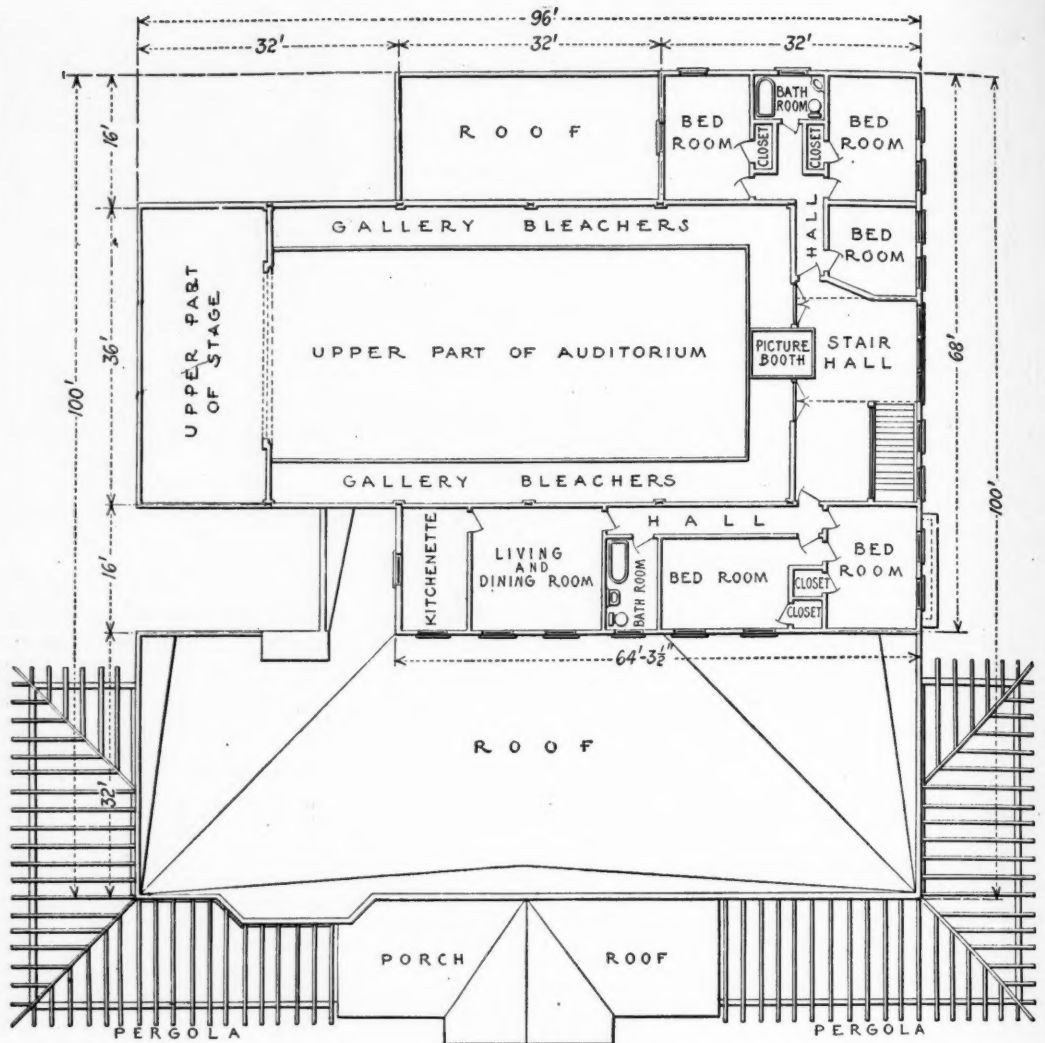 96'
32'
32'
32'
ROOF
BED
ROOM
BATH
ROOM
CLOSET
CLOSET
BED
ROOM
16'
GALLERY BLEACHERS
HALL
BED
ROOM
UPPER PART
OF STAGE
UPPER PART OF AUDITORIUM
PICTURE
BOOTH
STAIR
HALL
36'
68'
100'
100'
GALLERY BLEACHERS
HALL
KITCHENETTE
LIVING
AND
DINING ROOM
BATH ROOM
BED ROOM
CLOSET
CLOSET
BED
ROOM
16'
64'-3½"
ROOF
32'
PORCH
ROOF
PERGOLA
PERGOLA